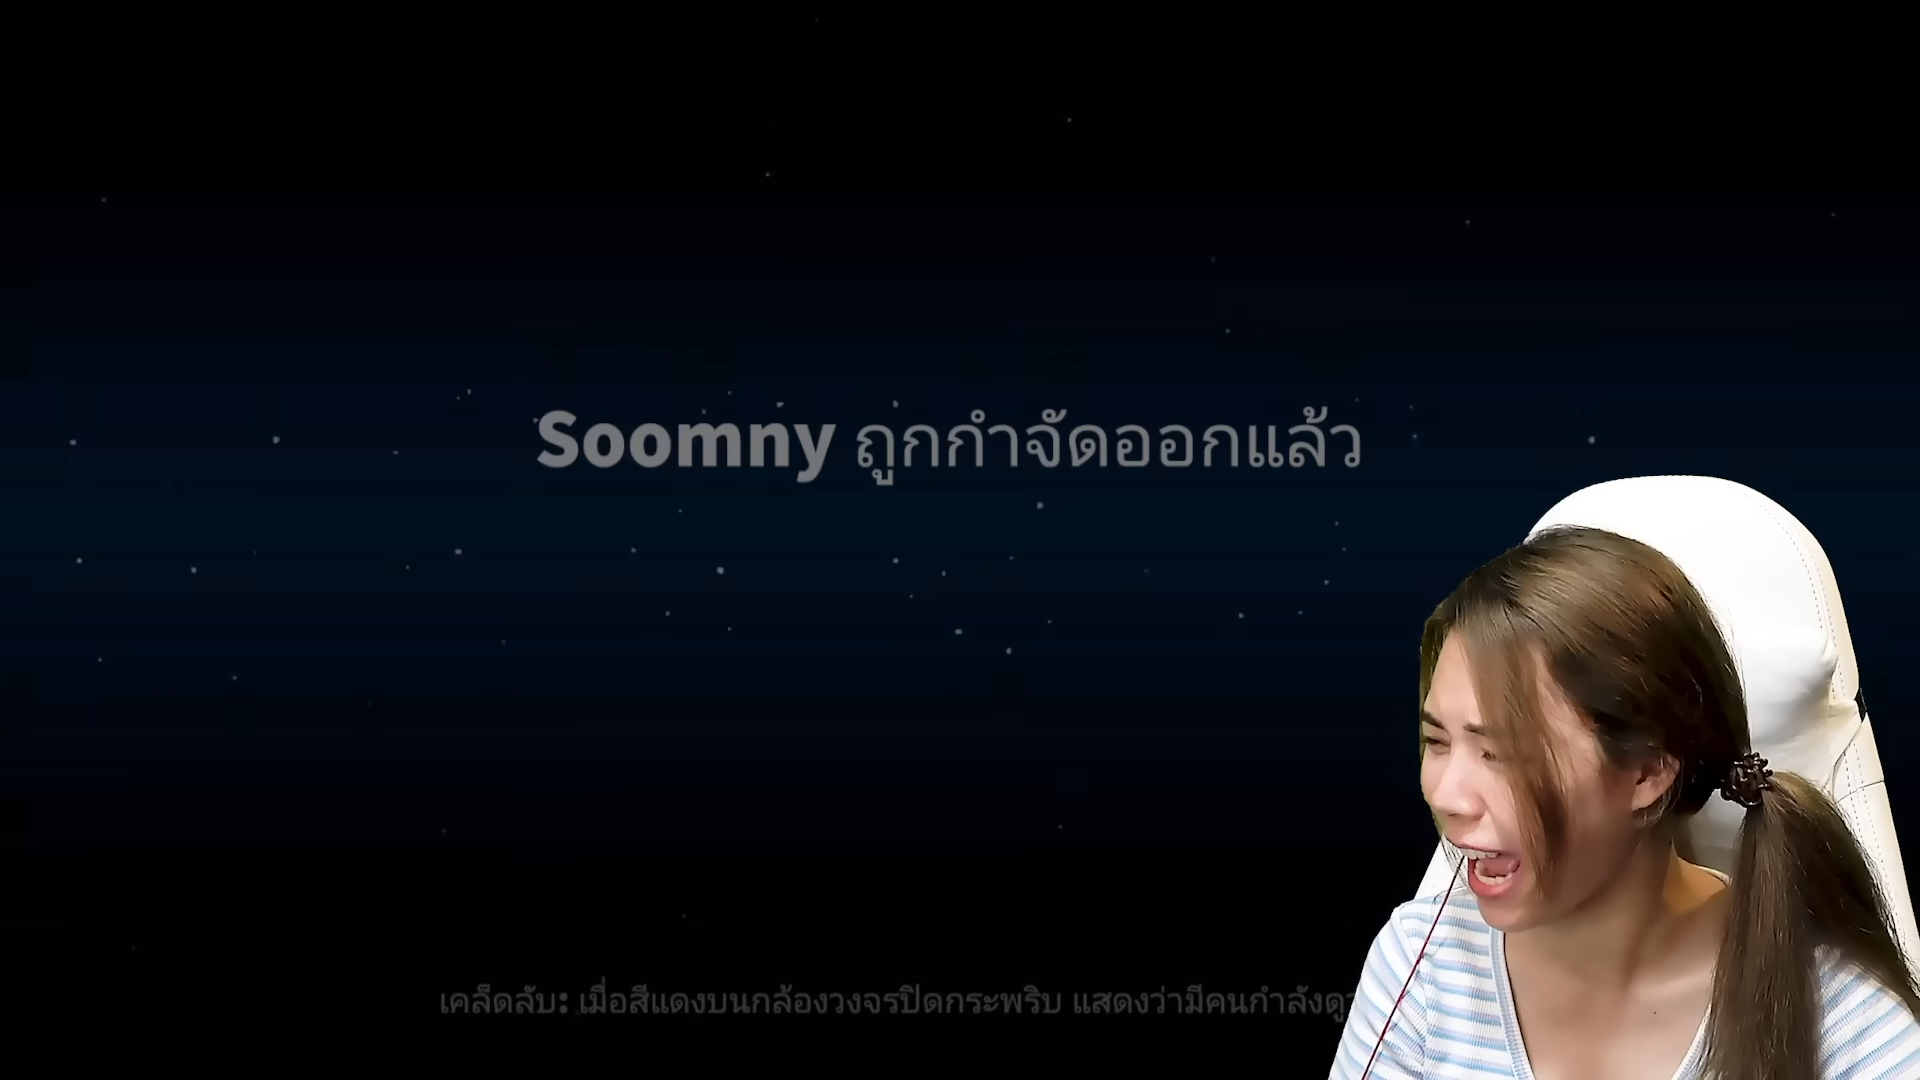 Soomny ถูกกำจัดออกแล้ว
เคล็ดลับ: เมื่อสีแดงบนกล้องวงจรปิดกระพริบ แสดงว่ามีคนกำลังดู